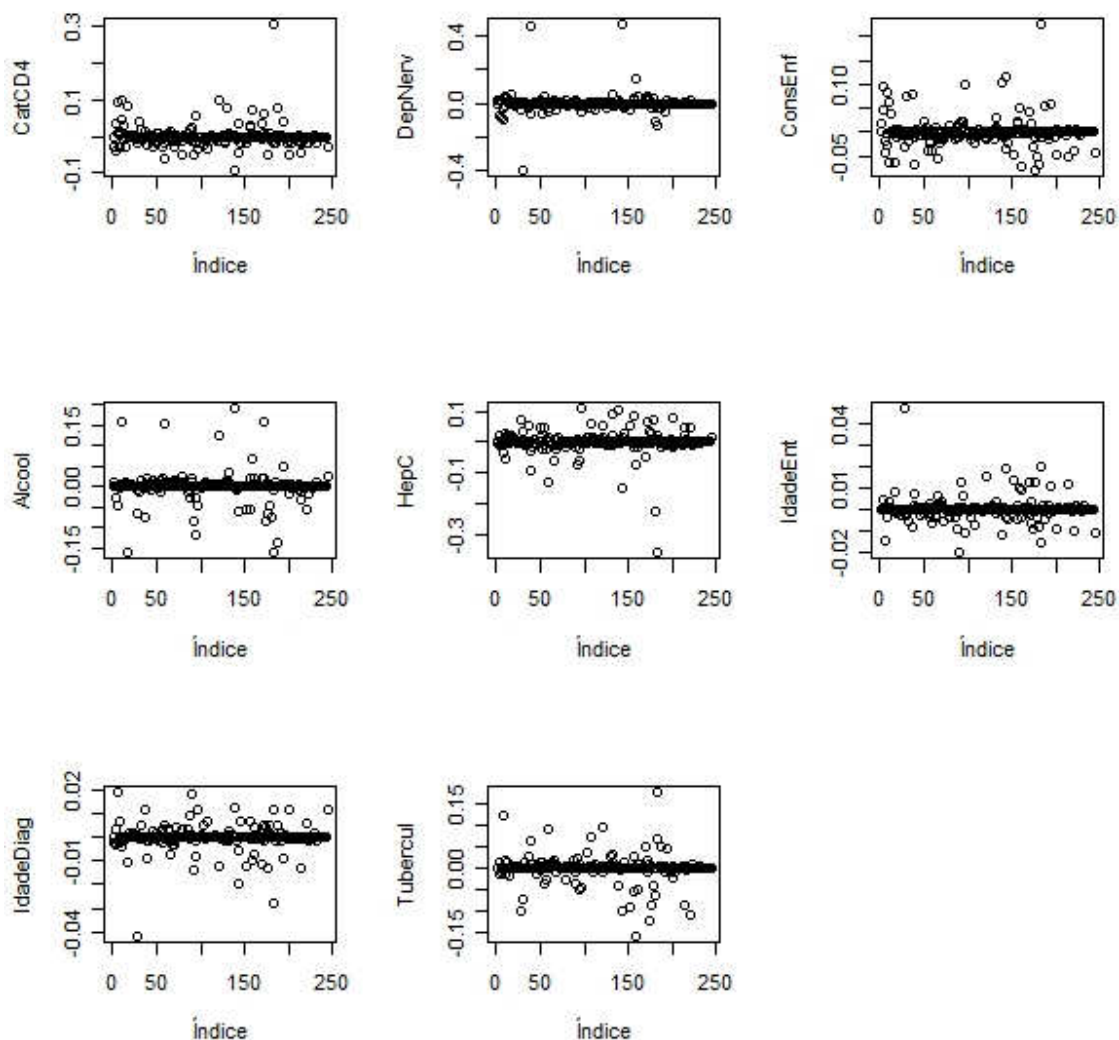 CatCD4
-0.1 0.1 0.3
0 50 150 250
Índice
DepNerv
-0.4 0.0 0.4
0 50 150 250
Índice
ConsEnf
-0.05 0.10
0 50 150 250
Índice
Alcool
-0.15 0.00 0.15
0 50 150 250
Índice
HepC
-0.3 -0.1 0.1
0 50 150 250
Índice
IdadeEnt
-0.02 0.01 0.04
0 50 150 250
Índice
IdadeDiag
-0.04 -0.01 0.02
0 50 150 250
Índice
Tubercul
-0.15 0.00 0.15
0 50 150 250
Índice